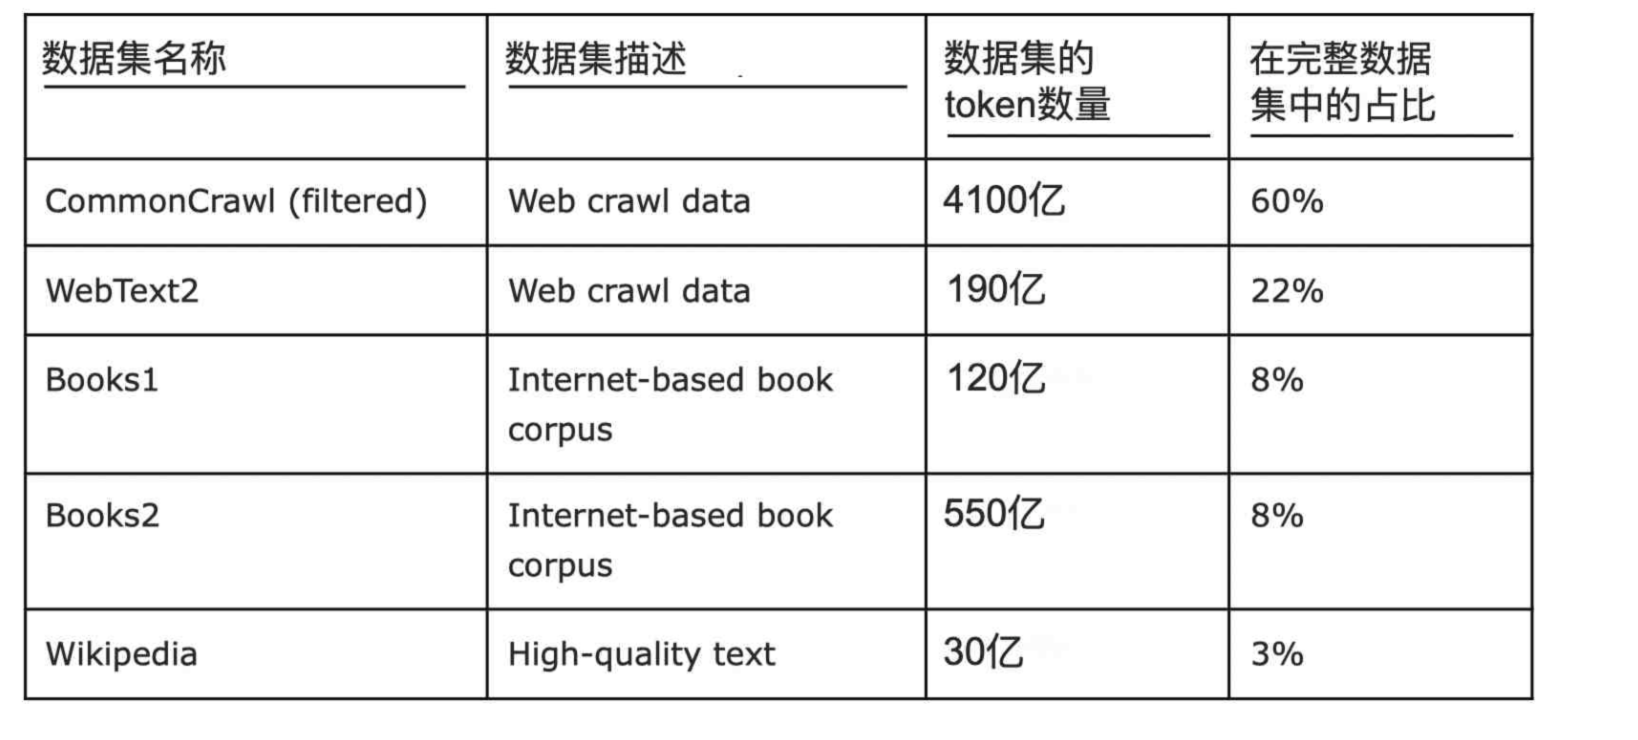 数据集名称 数据集描述 数据集的 在完整数据
token数量 集中的占比
CommonCrawl (filtered) Web crawl data 4100亿 60%
WebText2 Web crawl data 190亿 22%
Books1 Internet-based book 120亿 8%
corpus
Books2 Internet-based book 550亿 8%
corpus
Wikipedia High-quality text 30亿 3%